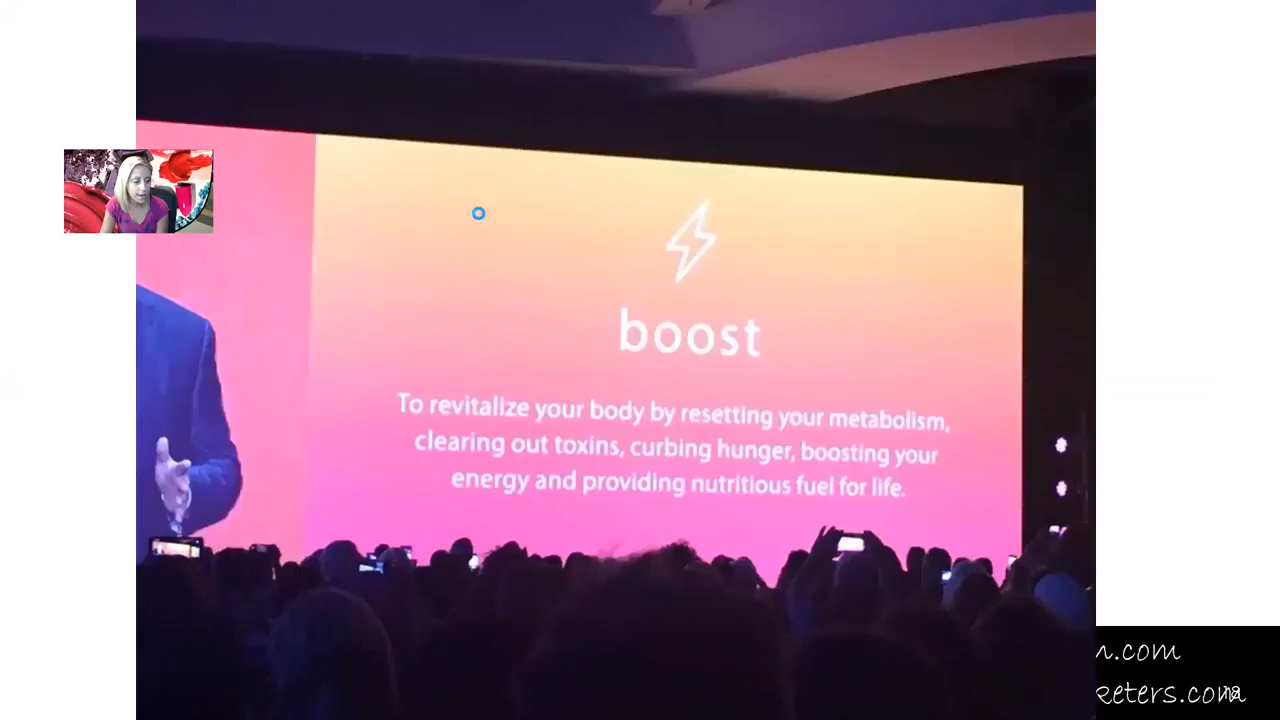 boost
To revitalize your body by resetting your metabolism,
clearing out toxins, curbing hunger, boosting your
energy and providing nutritious fuel for life.
.com
keters.com